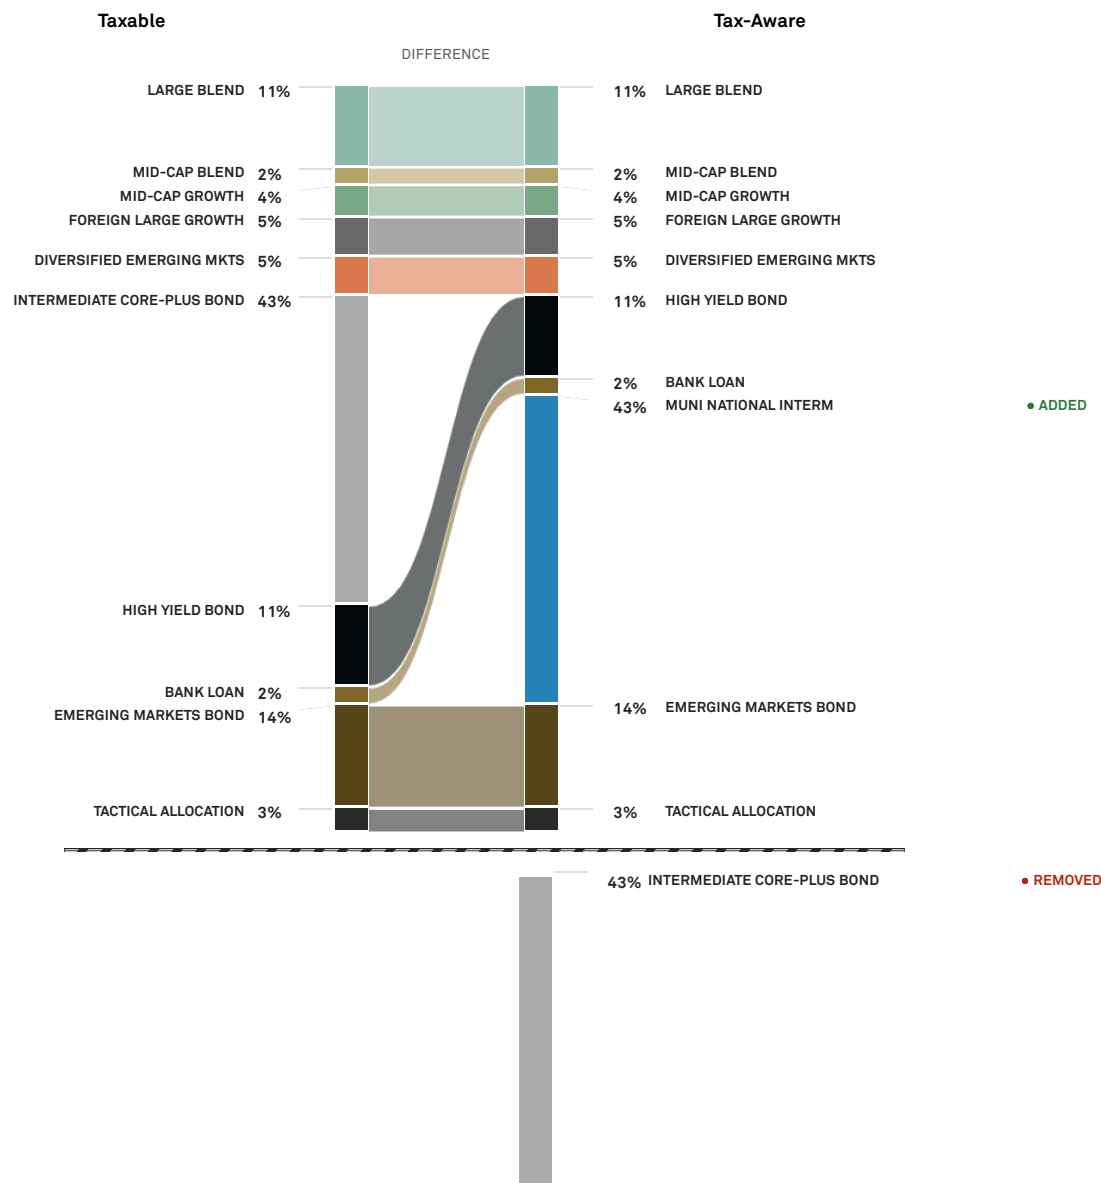 Taxable Tax-Aware
DIFFERENCE
LARGE BLEND 11% 11% LARGE BLEND
MID-CAP BLEND 2% 2% MID-CAP BLEND
MID-CAP GROWTH 4% 4% MID-CAP GROWTH
FOREIGN LARGE GROWTH 5% 5% FOREIGN LARGE GROWTH
DIVERSIFIED EMERGING MKTS 5% 5% DIVERSIFIED EMERGING MKTS
INTERMEDIATE CORE-PLUS BOND 43% 11% HIGH YIELD BOND
2% BANK LOAN
43% MUNI NATIONAL INTERM ADDED
HIGH YIELD BOND 11%
BANK LOAN 2%
EMERGING MARKETS BOND 14% 14% EMERGING MARKETS BOND
TACTICAL ALLOCATION 3% 3% TACTICAL ALLOCATION
43% INTERMEDIATE CORE-PLUS BOND REMOVED